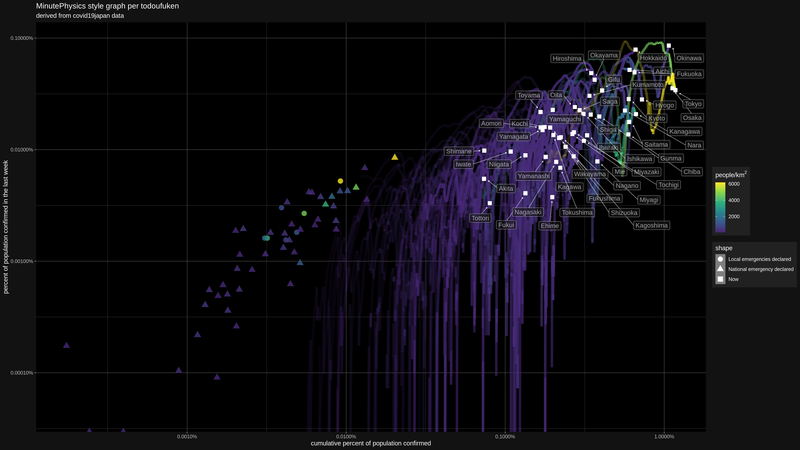 MinutePhysics style graph per todoufuken
derived from covid19japan data
percent of population confirmed in the last week
0.10000%
0.01000%
0.00100%
0.00010%
0.0010%
0.0100%
0.1000%
1.0000%
cumulative percent of population confirmed
Hiroshima
Okayama
Hokkaido
Okinawa
Aichi
Fukuoka
Gifu
Kumamoto
Toyama
Oita
Saga
Hyogo
Tokyo
Osaka
Aomori
Kochi
Yamaguchi
Kyoto
Kanagawa
Yamagata
Shiga
Nara
Saitama
Shimane
Iwate
Niigata
Ishikawa
Gunma
Chiba
Yamanashi
Wakayama
Mie
Miyazaki
Akita
Kagawa
Nagano
Tochigi
Fukushima
Miyagi
Tottori
Nagasaki
Tokushima
Shizuoka
Fukui
Ehime
Kagoshima
people/km²
6000
4000
2000
shape
Local emergencies declared
National emergency declared
Now